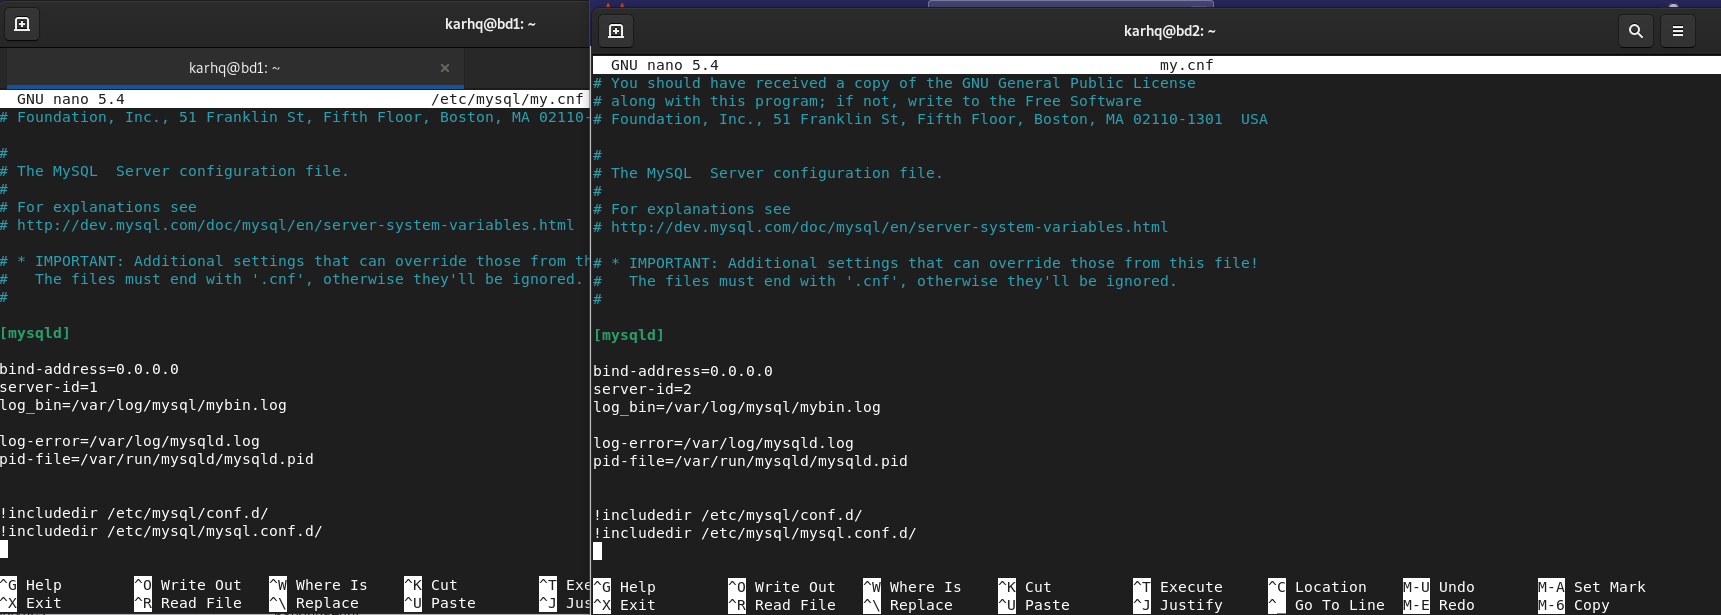 karhq@bd1: ~
karhq@bd1: ~ ×
GNU nano 5.4 /etc/mysql/my.cnf
# Foundation, Inc., 51 Franklin St, Fifth Floor, Boston, MA 02110-
#
# The MySQL  Server configuration file.
#
# For explanations see
# http://dev.mysql.com/doc/mysql/en/server-system-variables.html
# * IMPORTANT: Additional settings that can override those from th
#   The files must end with '.cnf', otherwise they'll be ignored.
#
[mysqld]
bind-address=0.0.0.0
server-id=1
log_bin=/var/log/mysql/mybin.log
log-error=/var/log/mysqld.log
pid-file=/var/run/mysqld/mysqld.pid
!includedir /etc/mysql/conf.d/
!includedir /etc/mysql/mysql.conf.d/
^G Help ^O Write Out ^W Where Is ^K Cut ^T Exe
^X Exit ^R Read File ^\ Replace ^U Paste ^J Jus
karhq@bd2: ~
GNU nano 5.4 my.cnf
# You should have received a copy of the GNU General Public License
# along with this program; if not, write to the Free Software
# Foundation, Inc., 51 Franklin St, Fifth Floor, Boston, MA 02110-1301  USA
#
# The MySQL  Server configuration file.
#
# For explanations see
# http://dev.mysql.com/doc/mysql/en/server-system-variables.html
# * IMPORTANT: Additional settings that can override those from this file!
#   The files must end with '.cnf', otherwise they'll be ignored.
#
[mysqld]
bind-address=0.0.0.0
server-id=2
log_bin=/var/log/mysql/mybin.log
log-error=/var/log/mysqld.log
pid-file=/var/run/mysqld/mysqld.pid
!includedir /etc/mysql/conf.d/
!includedir /etc/mysql/mysql.conf.d/
^G Help ^O Write Out ^W Where Is ^K Cut ^T Execute ^C Location M-U Undo M-A Set Mark
^X Exit ^R Read File ^\ Replace ^U Paste ^J Justify ^_ Go To Line M-E Redo M-6 Copy